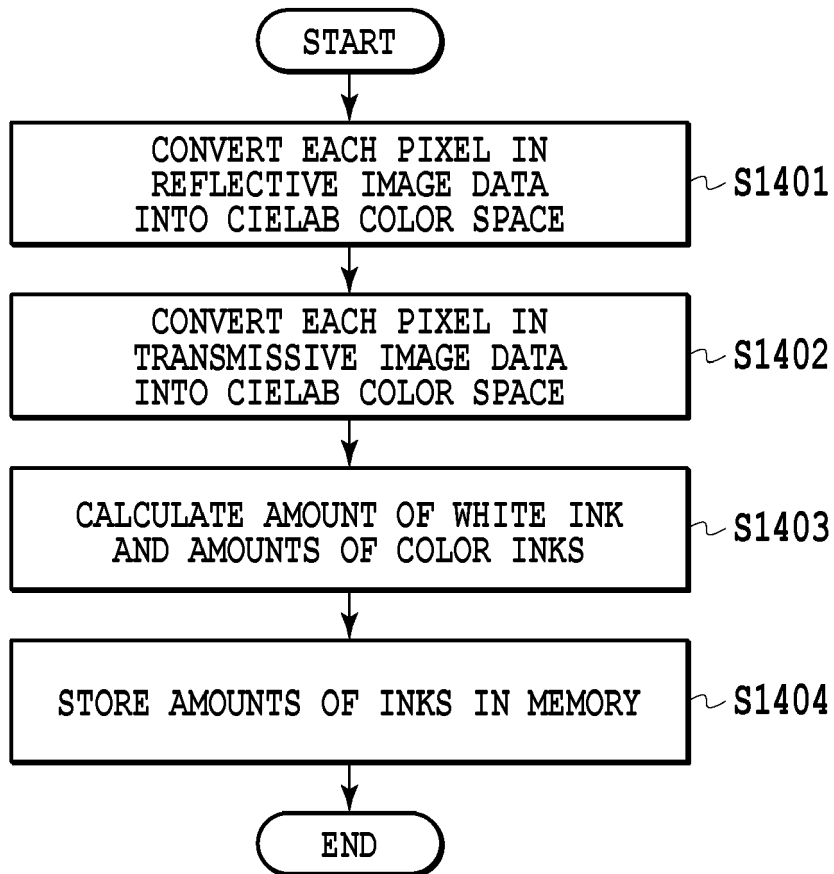 START
CONVERT EACH PIXEL IN
REFLECTIVE IMAGE DATA
INTO CIELAB COLOR SPACE
S1401
CONVERT EACH PIXEL IN
TRANSMISSIVE IMAGE DATA
INTO CIELAB COLOR SPACE
S1402
CALCULATE AMOUNT OF WHITE INK
AND AMOUNTS OF COLOR INKS
S1403
STORE AMOUNTS OF INKS IN MEMORY
S1404
END